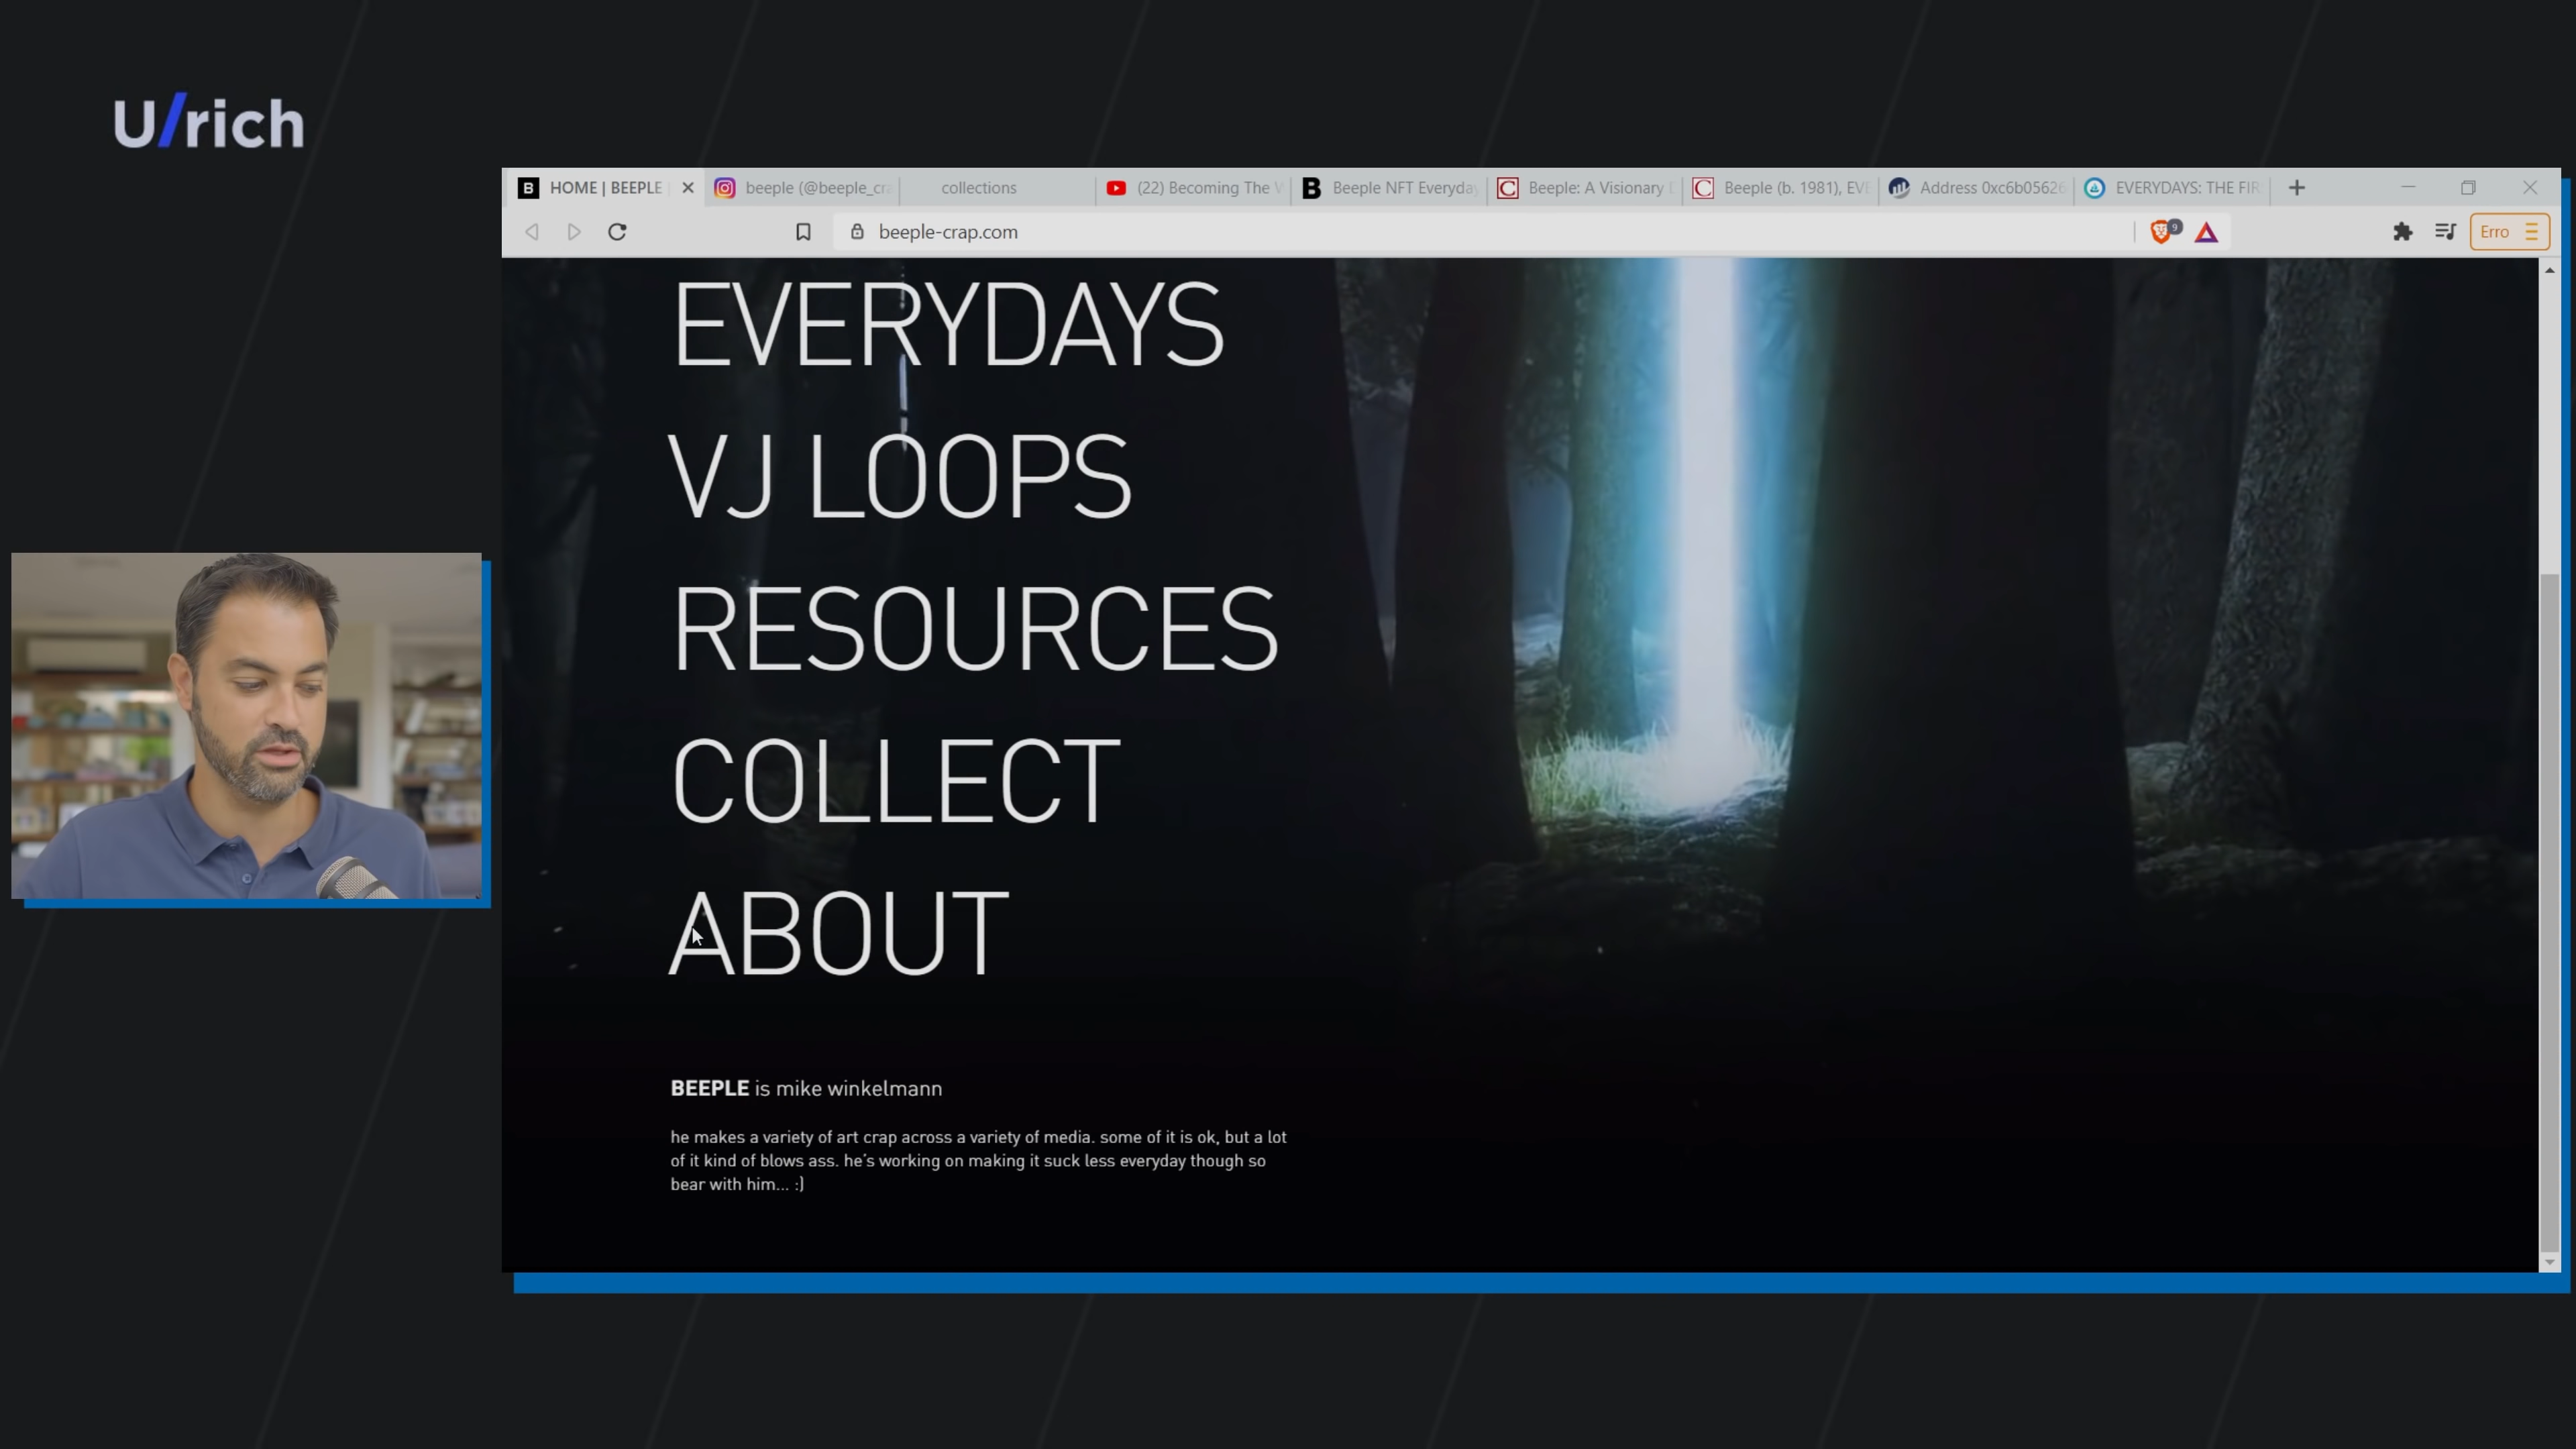 U/rich
HOME | BEEPLE
beeple (@beeple_cra
collections
(22) Becoming The
Beeple NFT Everyday
Beeple: A Visionary
Beeple (b. 1981), EVE
Address 0xc6b05626
EVERYDAYS: THE FIR
beeple-crap.com
9
Erro
EVERYDAYS
VJ LOOPS
RESOURCES
COLLECT
ABOUT
BEEPLE is mike winkelmann
he makes a variety of art crap across a variety of media. some of it is ok, but a lot
of it kind of blows ass. he's working on making it suck less everyday though so
bear with him... :)